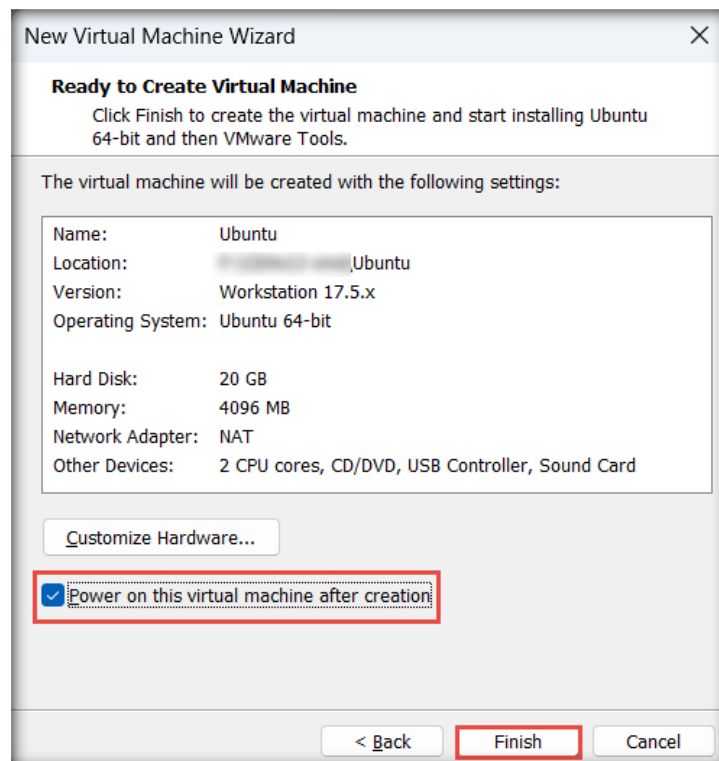 New Virtual Machine Wizard
Ready to Create Virtual Machine
Click Finish to create the virtual machine and start installing Ubuntu
64-bit and then VMware Tools.
The virtual machine will be created with the following settings:
Name: Ubuntu
Location: Ubuntu
Version: Workstation 17.5.x
Operating System: Ubuntu 64-bit
Hard Disk: 20 GB
Memory: 4096 MB
Network Adapter: NAT
Other Devices: 2 CPU cores, CD/DVD, USB Controller, Sound Card
Customize Hardware...
Power on this virtual machine after creation
< Back Finish Cancel